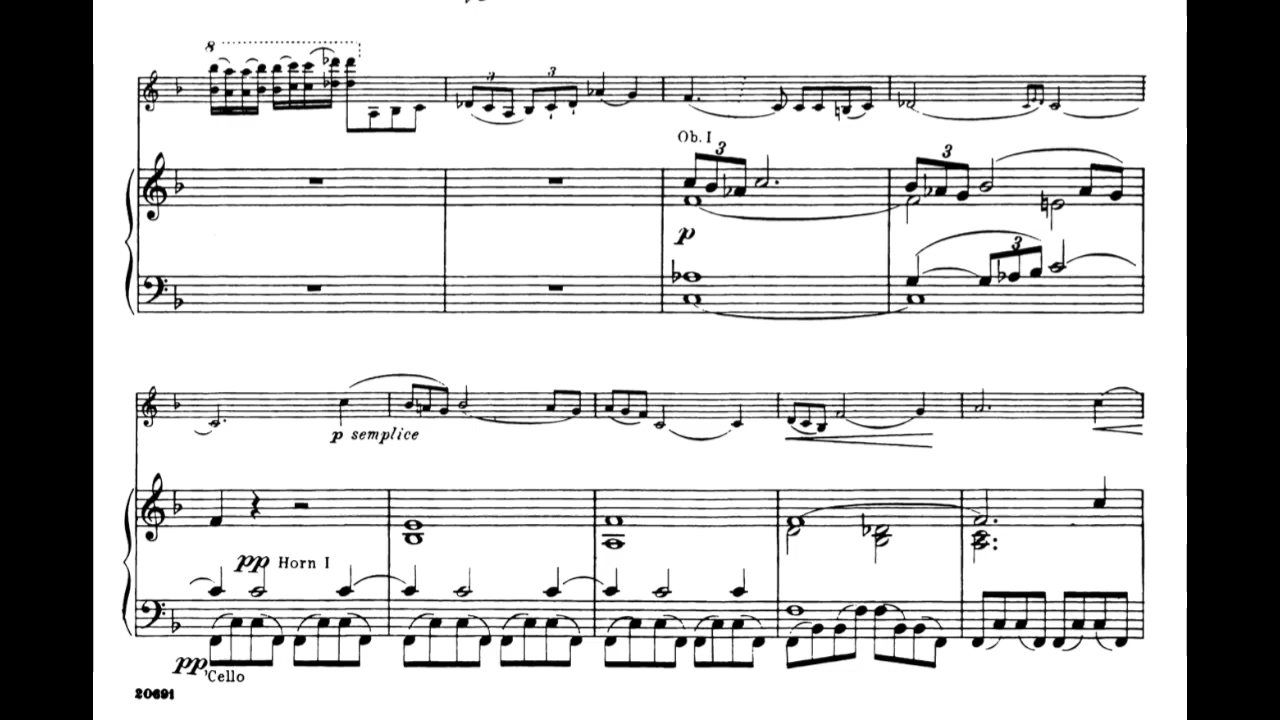 8
3 3
Ob. I
3 3
p
3
p semplice
pp Horn I
pp Cello
20691